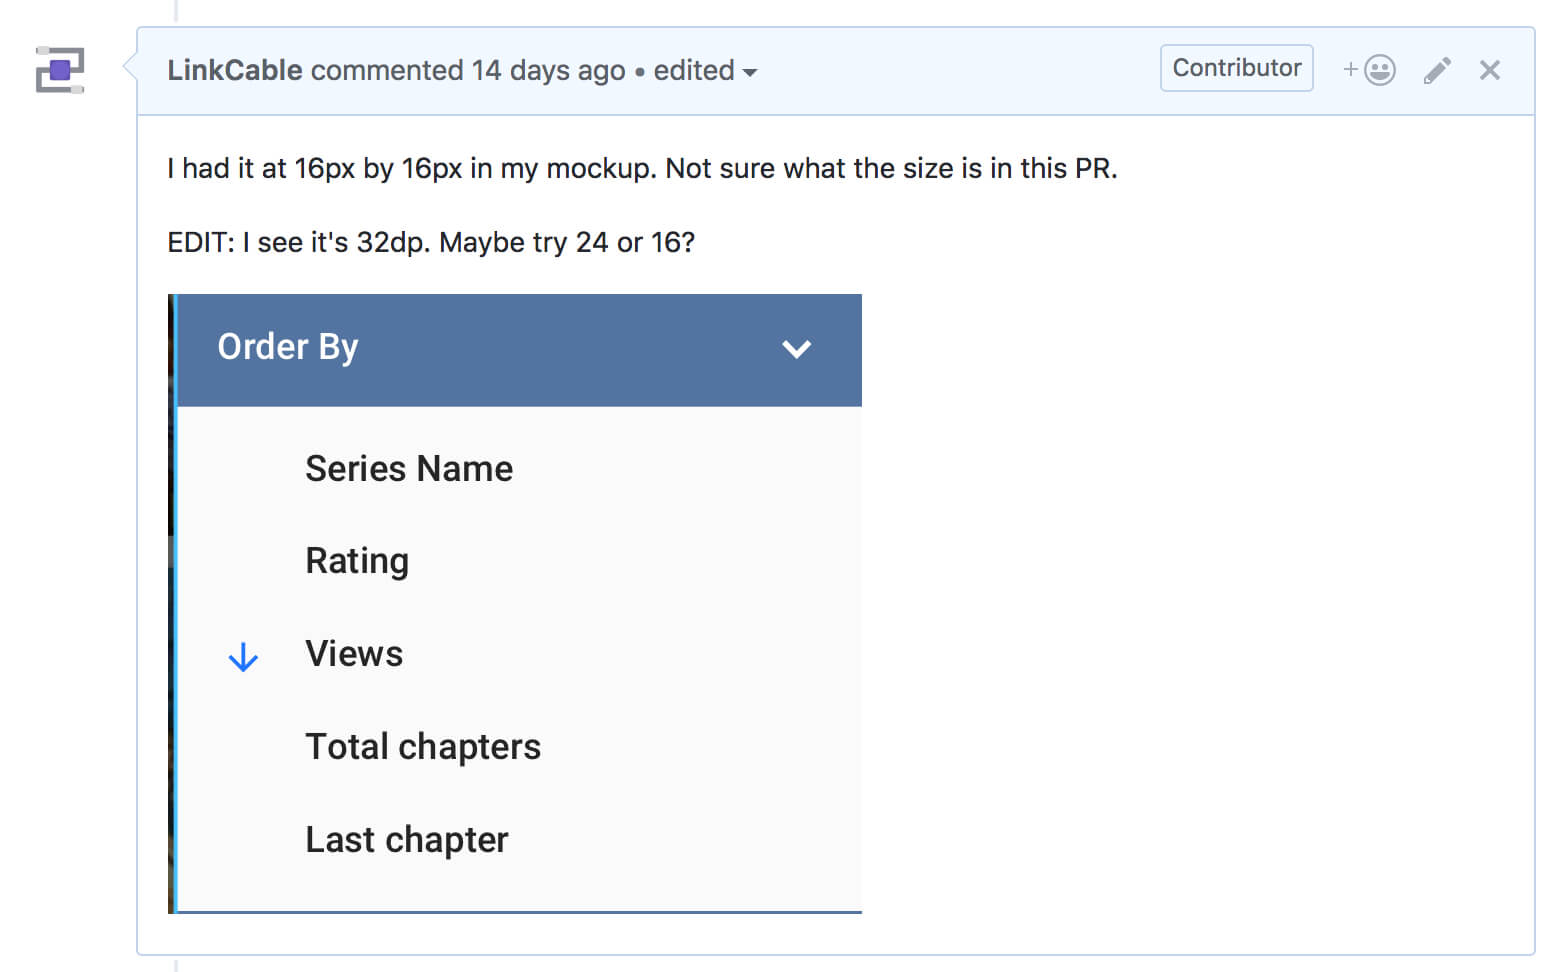 LinkCable commented 14 days ago • edited
Contributor
I had it at 16px by 16px in my mockup. Not sure what the size is in this PR.
EDIT: I see it's 32dp. Maybe try 24 or 16?
Order By
Series Name
Rating
Views
Total chapters
Last chapter